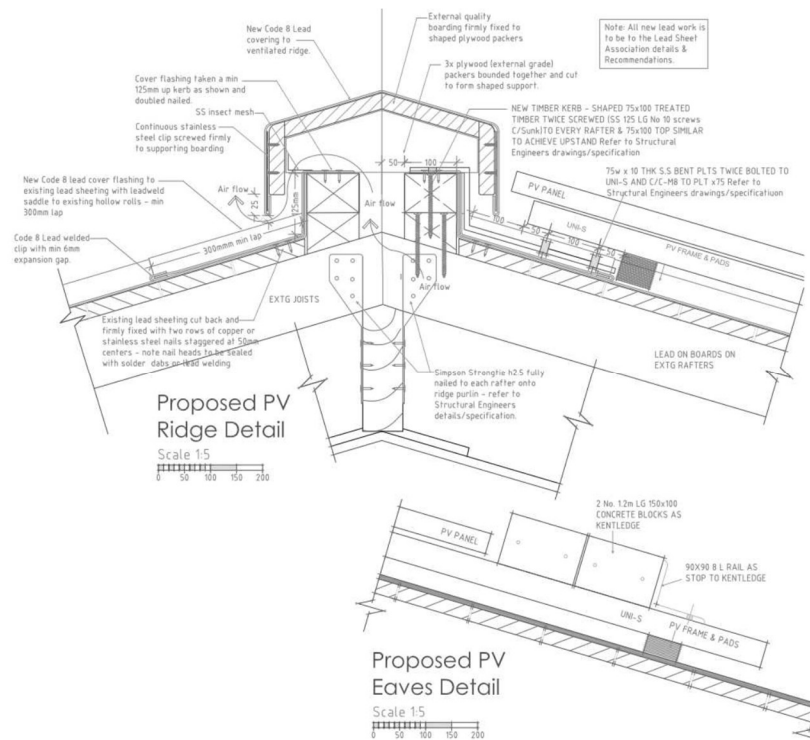 New Code 8 Lead
covering to
ventilated ridge.
External quality
boarding firmly fixed to
shaped plywood packers
Note: All new lead work is
to be to the Lead Sheet
Association details &
Recommendations.
Cover flashing taken a min
125mm up kerb as shown and
doubled nailed.
3x plywood (external grade)
packers bounded together and cut
to form shaped support.
SS insect mesh
Continuous stainless
steel clip screwed firmly
to supporting boarding
NEW TIMBER KERB - SHAPED 75x100 TREATED
TIMBER TWICE SCREWED (SS 125 LG No 10 screws
C/Sunk)TO EVERY RAFTER & 75x100 TOP SIMILAR
TO ACHIEVE UPSTAND Refer to Structural
Engineers drawings/specification
50
100
New Code 8 lead cover flashing to
existing lead sheeting with leadweld
saddle to existing hollow rolls - min
300mm lap
75w x 10 THK S.S BENT PLTS TWICE BOLTED TO
UNI-S AND C/C-M8 TO PLT x75 Refer to
Structural Engineers drawings/specificatiuon
PV PANEL
Air flow
25
125mm
Air flow
100
50
100
50
UNI-S
PV FRAME & PADS
Code 8 Lead welded
clip with min 6mm
expansion gap.
300mmm min lap
Air flow
EXTG JOISTS
Existing lead sheeting cut back and
firmly fixed with two rows of copper or
stainless steel nails staggered at 50mm
centers - note nail heads to be sealed
with solder dabs or lead welding
LEAD ON BOARDS ON
EXTG RAFTERS
Simpson Strongtie h2.5 fully
nailed to each rafter onto
ridge purlin - refer to
Structural Engineers
details/specification.
Proposed PV
Ridge Detail
Scale 1:5
0 50 100 150 200
2 No. 1.2m LG 150x100
CONCRETE BLOCKS AS
KENTLEDGE
PV PANEL
90X90 8 L RAIL AS
STOP TO KENTLEDGE
UNI-S
PV FRAME & PADS
Proposed PV
Eaves Detail
Scale 1:5
0 50 100 150 200